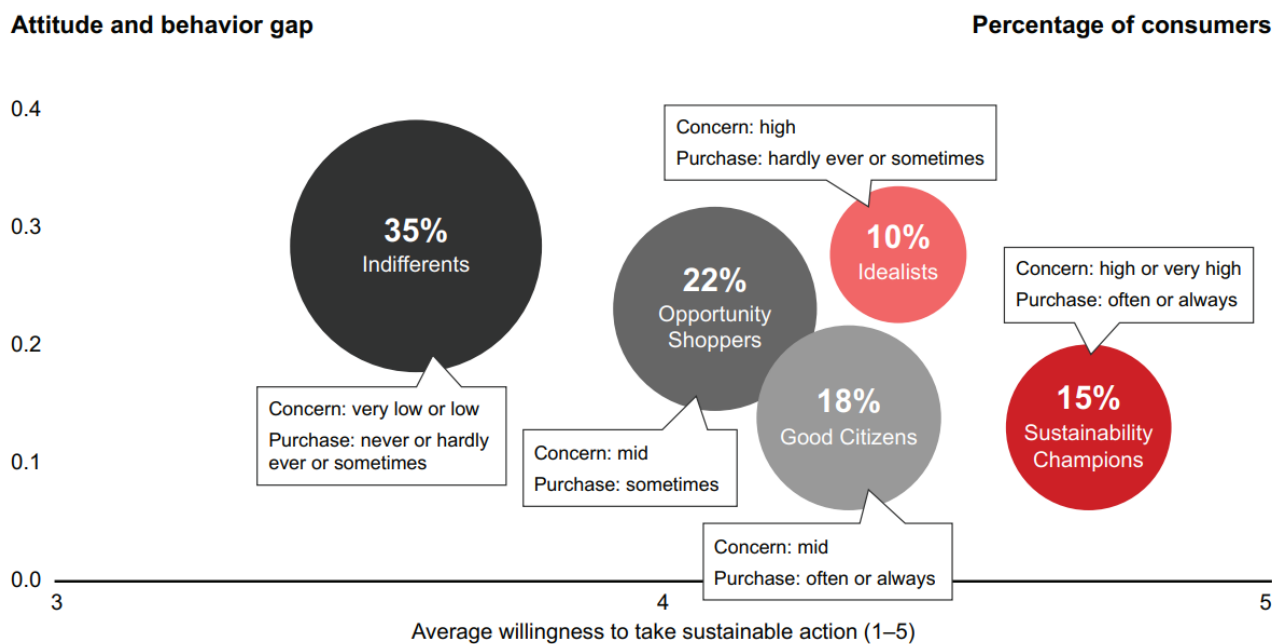 Attitude and behavior gap
Percentage of consumers
0.4
0.3
0.2
0.1
0.0
35%
Indifferents
Concern: very low or low
Purchase: never or hardly
ever or sometimes
22%
Opportunity
Shoppers
Concern: mid
Purchase: sometimes
Concern: high
Purchase: hardly ever or sometimes
10%
Idealists
18%
Good Citizens
Concern: mid
Purchase: often or always
Concern: high or very high
Purchase: often or always
15%
Sustainability
Champions
3
4
5
Average willingness to take sustainable action (1–5)